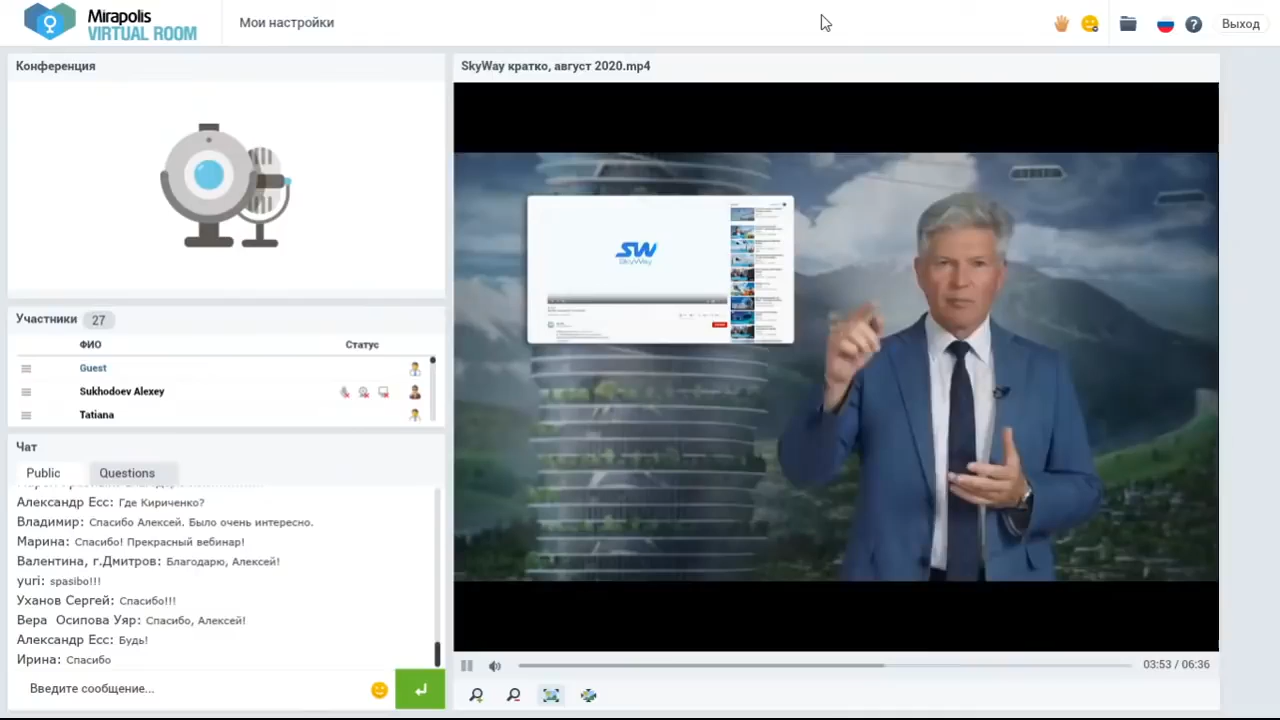 Mirapolis
VIRTUAL ROOM
Мои настройки
Выход
Конференция
SkyWay кратко, август 2020.mp4
SW
SkyWay
Участники 27
ФИО Статус
Guest
Sukhodoev Alexey
Tatiana
Чат
Public Questions
Александр Есс: Где Кириченко?
Владимир: Спасибо Алексей. Было очень интересно.
Марина: Спасибо! Прекрасный вебинар!
Валентина, г.Дмитров: Благодарю, Алексей!
yuri: spasibo!!!
Уханов Сергей: Спасибо!!!
Вера Осипова Уяр: Спасибо, Алексей!
Александр Есс: Будь!
Ирина: Спасибо
Введите сообщение...
03:53 / 06:36